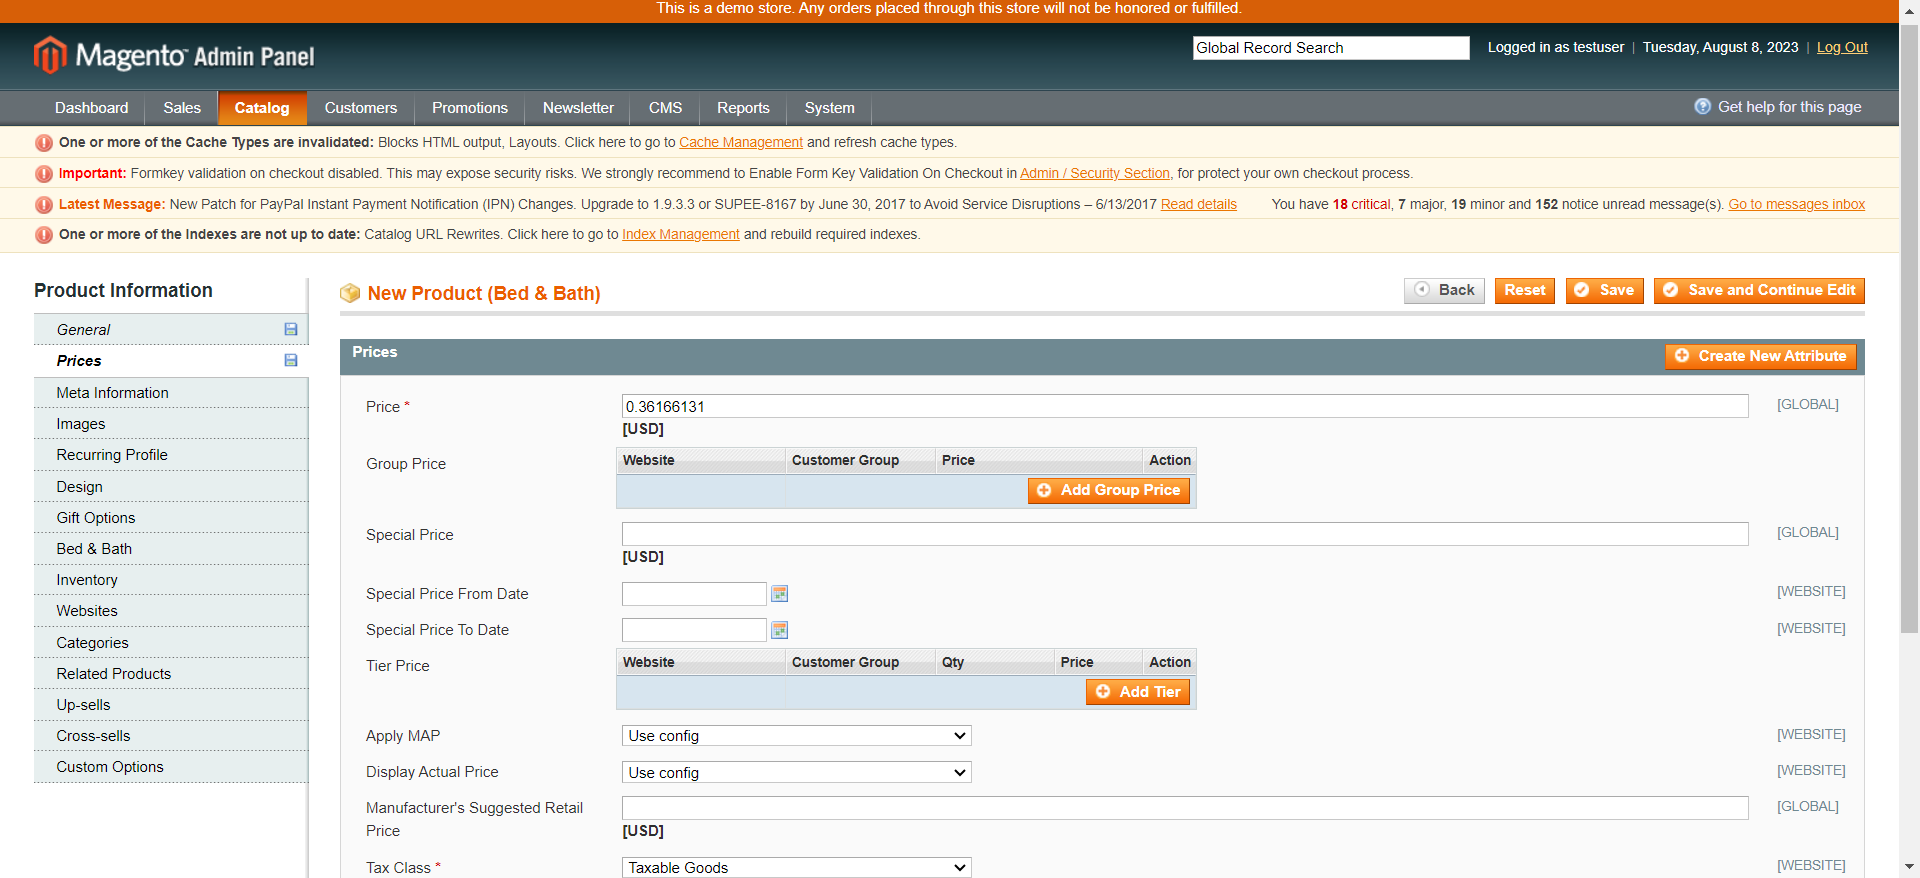 This is a demo store. Any orders placed through this store will not be honored or fulfilled.
Magento™ Admin Panel
Global Record Search
Logged in as testuser | Tuesday, August 8, 2023 | Log Out
Dashboard Sales Catalog Customers Promotions Newsletter CMS Reports System
Get help for this page
One or more of the Cache Types are invalidated: Blocks HTML output, Layouts. Click here to go to Cache Management and refresh cache types.
Important: Formkey validation on checkout disabled. This may expose security risks. We strongly recommend to Enable Form Key Validation On Checkout in Admin / Security Section, for protect your own checkout process.
Latest Message: New Patch for PayPal Instant Payment Notification (IPN) Changes. Upgrade to 1.9.3.3 or SUPEE-8167 by June 30, 2017 to Avoid Service Disruptions – 6/13/2017 Read details You have 18 critical, 7 major, 19 minor and 152 notice unread message(s). Go to messages inbox
One or more of the Indexes are not up to date: Catalog URL Rewrites. Click here to go to Index Management and rebuild required indexes.
Product Information
General
Prices
Meta Information
Images
Recurring Profile
Design
Gift Options
Bed & Bath
Inventory
Websites
Categories
Related Products
Up-sells
Cross-sells
Custom Options
New Product (Bed & Bath)
Back Reset Save Save and Continue Edit
Prices
Create New Attribute
Price * 0.36166131 [GLOBAL]
[USD]
Group Price
Website Customer Group Price Action
Add Group Price
Special Price [GLOBAL]
[USD]
Special Price From Date [WEBSITE]
Special Price To Date [WEBSITE]
Tier Price
Website Customer Group Qty Price Action
Add Tier
Apply MAP Use config [WEBSITE]
Display Actual Price Use config [WEBSITE]
Manufacturer's Suggested Retail [GLOBAL]
Price [USD]
Tax Class * Taxable Goods [WEBSITE]